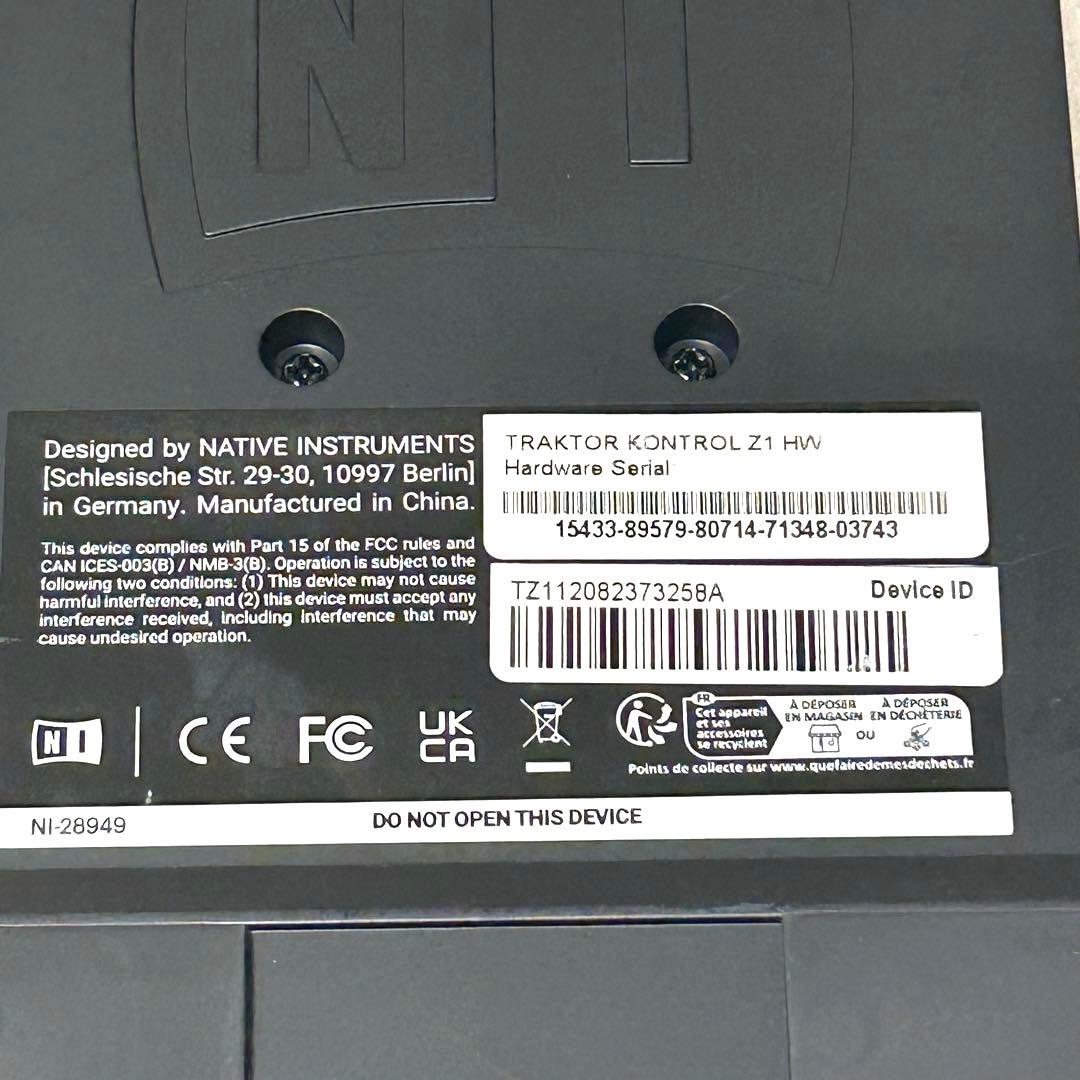 NI
Designed by NATIVE INSTRUMENTS
[Schlesische Str. 29-30, 10997 Berlin]
in Germany. Manufactured in China.
This device complies with Part 15 of the FCC rules and
CAN ICES-003(B) / NMB-3(B). Operation is subject to the
following two conditions: (1) This device may not cause
harmful interference, and (2) this device must accept any
interference received, including interference that may
cause undesired operation.
TRAKTOR KONTROL Z1 HW
Hardware Serial
15433-89579-80714-71348-03743
TZ112082373258A Device ID
NI CE FC UK
CA
FR
Cet appareil
et ses
accessoires
se recyclent
À DÉPOSER
EN MAGASIN
OU
À DÉPOSER
EN DÉCHÈTERIE
Points de collecte sur www.quefairedemesdechets.fr
NI-28949 DO NOT OPEN THIS DEVICE